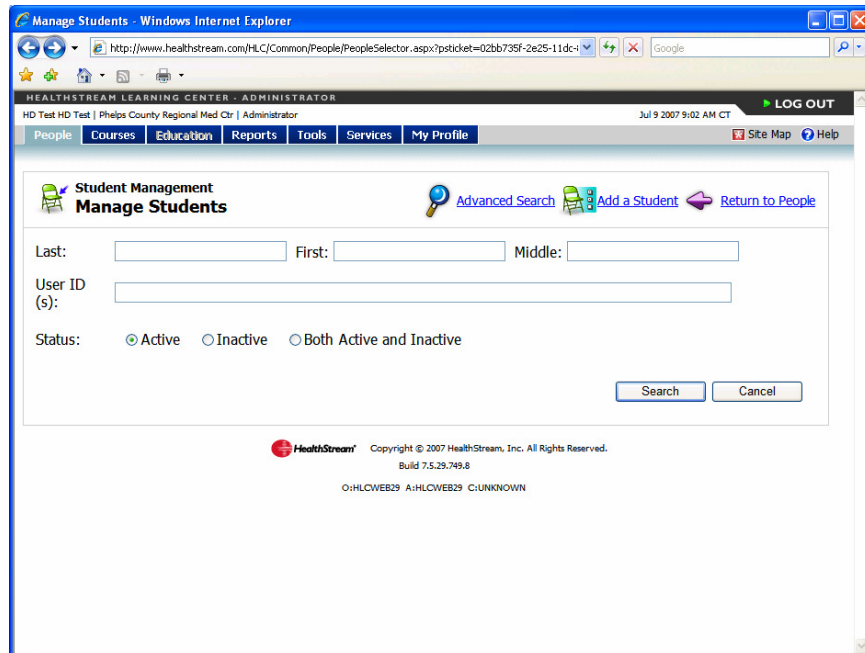 Manage Students - Windows Internet Explorer
http://www.healthstream.com/HLC/Common/People/PeopleSelector.aspx?psticket=02bb735f-2e25-11dc-
Google
HEALTHSTREAM LEARNING CENTER - ADMINISTRATOR
LOG OUT
HD Test HD Test | Phelps County Regional Med Ctr | Administrator Jul 9 2007 9:02 AM CT
People Courses Education Reports Tools Services My Profile Site Map Help
Student Management
Manage Students Advanced Search Add a Student Return to People
Last: First: Middle:
User ID
(s):
Status: Active Inactive Both Active and Inactive
Search Cancel
HealthStream Copyright © 2007 HealthStream, Inc. All Rights Reserved.
Build 7.5.29.749.8
O:HLCWEB29 A:HLCWEB29 C:UNKNOWN